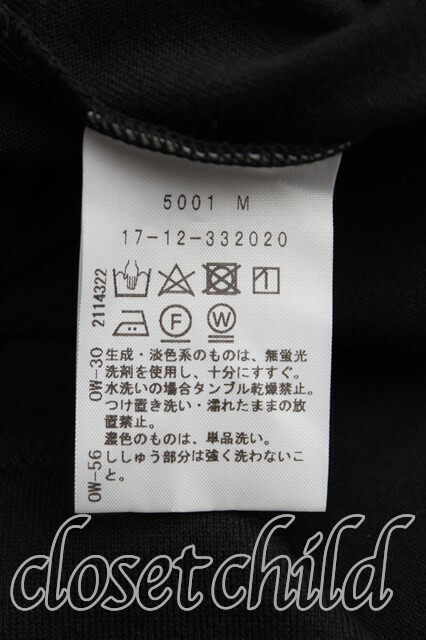 5001 M
17-12-332020
2114322
F W
OW-30
生成・淡色系のものは、無蛍光
洗剤を使用し、十分にすすぐ。
水洗いの場合タンブル乾燥禁止。
つけ置き洗い・濡れたままの放
置禁止。
濃色のものは、単品洗い。
OW-56
ししゅう部分は強く洗わないこ
と。
closet child